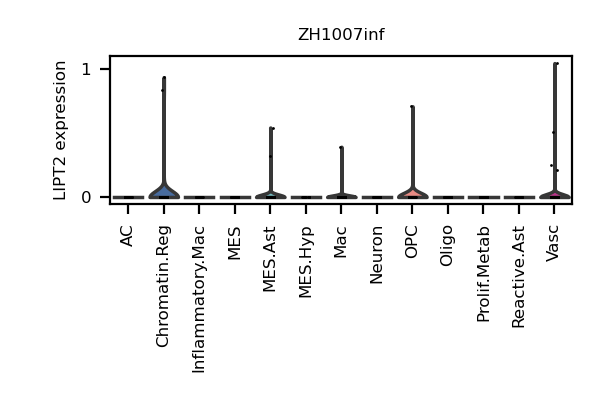 ZH1007inf
LIPT2 expression
1
0
AC
Chromatin.Reg
Inflammatory.Mac
MES
MES.Ast
MES.Hyp
Mac
Neuron
OPC
Oligo
Prolif.Metab
Reactive.Ast
Vasc